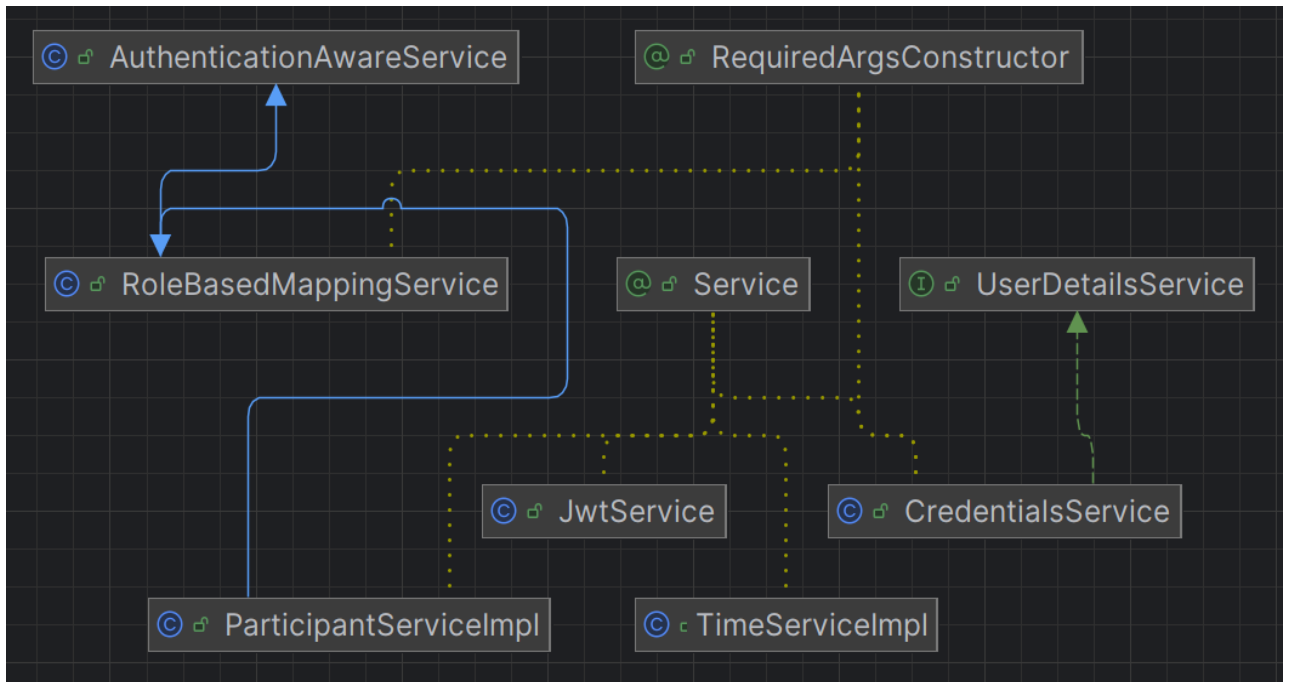 AuthenticationAwareService
RequiredArgsConstructor
RoleBasedMappingService
Service
UserDetailsService
JwtService
CredentialsService
ParticipantServiceImpl
TimeServiceImpl